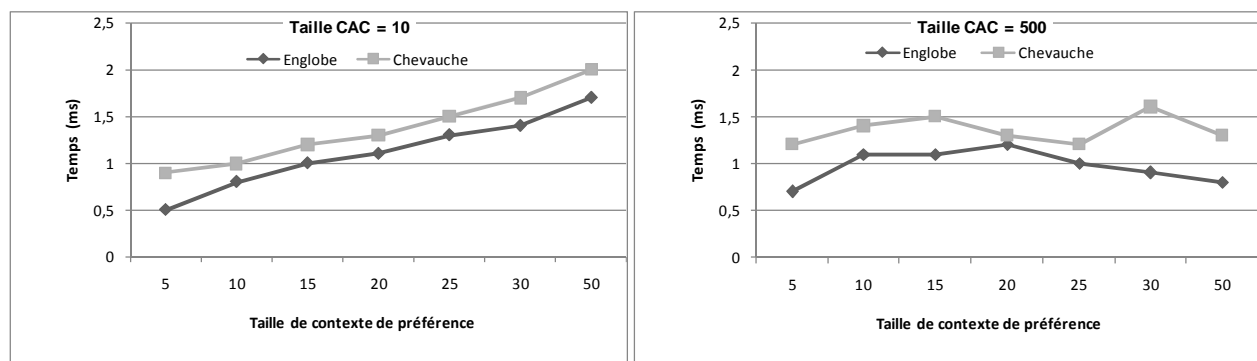 Taille CAC = 10
Englobe
Chevauche
Temps (ms)
2,5
2
1,5
1
0,5
0
5 10 15 20 25 30 50
Taille de contexte de préférence
Taille CAC = 500
Englobe
Chevauche
Temps (ms)
2,5
2
1,5
1
0,5
0
5 10 15 20 25 30 50
Taille de contexte de préférence